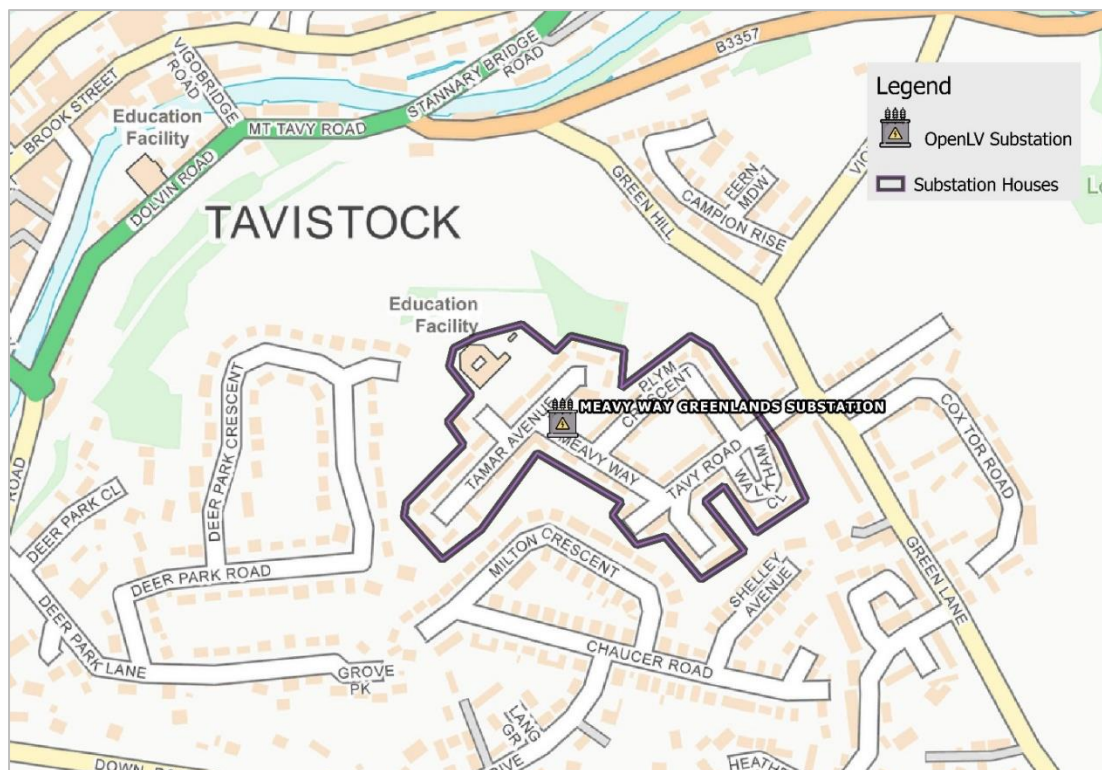 VIGOBRIDGE
ROAD
STANNARY BRIDGE
ROAD
B3357
BROOK STREET
Education
Facility
MT TAVY ROAD
DOLVIN ROAD
Legend
OpenLV Substation
Substation Houses
TAVISTOCK
GREEN HILL
FERN
MDW
CAMPION RISE
Education
Facility
PLYM
CRESCENT
MEAVY WAY GREENLANDS SUBSTATION
TAMAR AVENUE
MEAVY WAY
TAVY ROAD
COX TOR ROAD
DEER PARK CRESCENT
ROAD
DEER PARK CL
DEER PARK ROAD
DEER PARK LANE
MILTON CRESCENT
SHELLEY
AVENUE
GREEN LANE
CHAUCER ROAD
GROVE
PK
LANG
GR